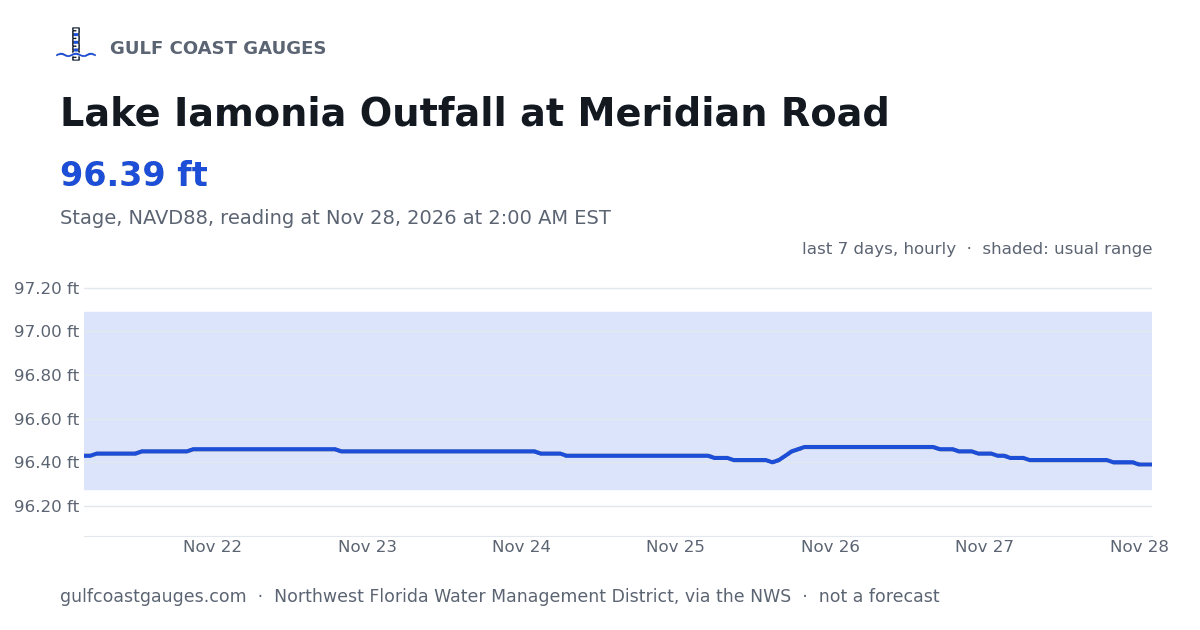 GULF COAST GAUGES
Lake Iamonia Outfall at Meridian Road
96.39 ft
Stage, NAVD88, reading at Nov 28, 2026 at 2:00 AM EST
last 7 days, hourly · shaded: usual range
97.20 ft
97.00 ft
96.80 ft
96.60 ft
96.40 ft
96.20 ft
Nov 22 Nov 23 Nov 24 Nov 25 Nov 26 Nov 27 Nov 28
gulfcoastgauges.com · Northwest Florida Water Management District, via the NWS · not a forecast